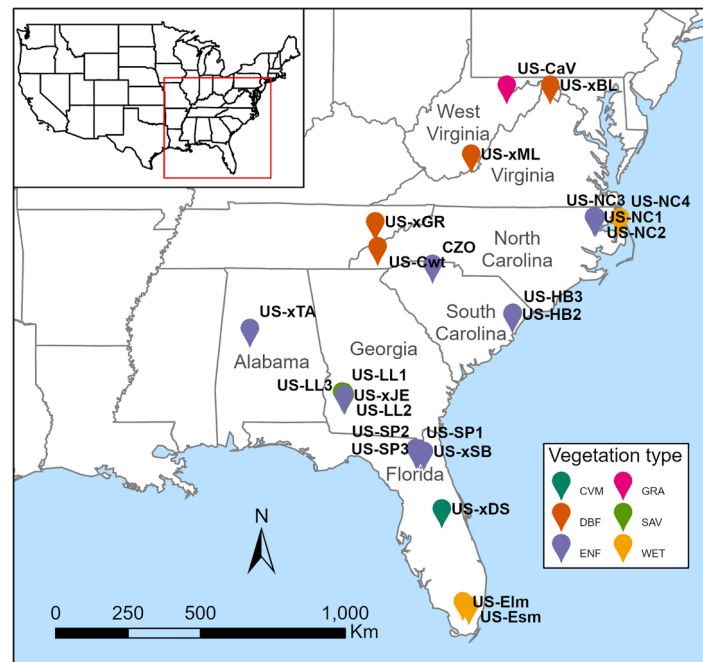 US-CaV
US-xBL
West
Virginia
US-xML
Virginia
US-NC3 US-NC4
US-NC1
US-NC2
US-xGR
North
Carolina
CZO
US-Cwt
US-HB3
US-HB2
South
Carolina
US-xTA
Georgia
Alabama
US-LL1
US-LL3
US-xJE
US-LL2
US-SP2 US-SP1
US-SP3 US-xSB
Florida
US-xDS
Vegetation type
CVM GRA
DBF SAV
ENF WET
N
US-Elm
US-Esm
0 250 500 1,000
Km